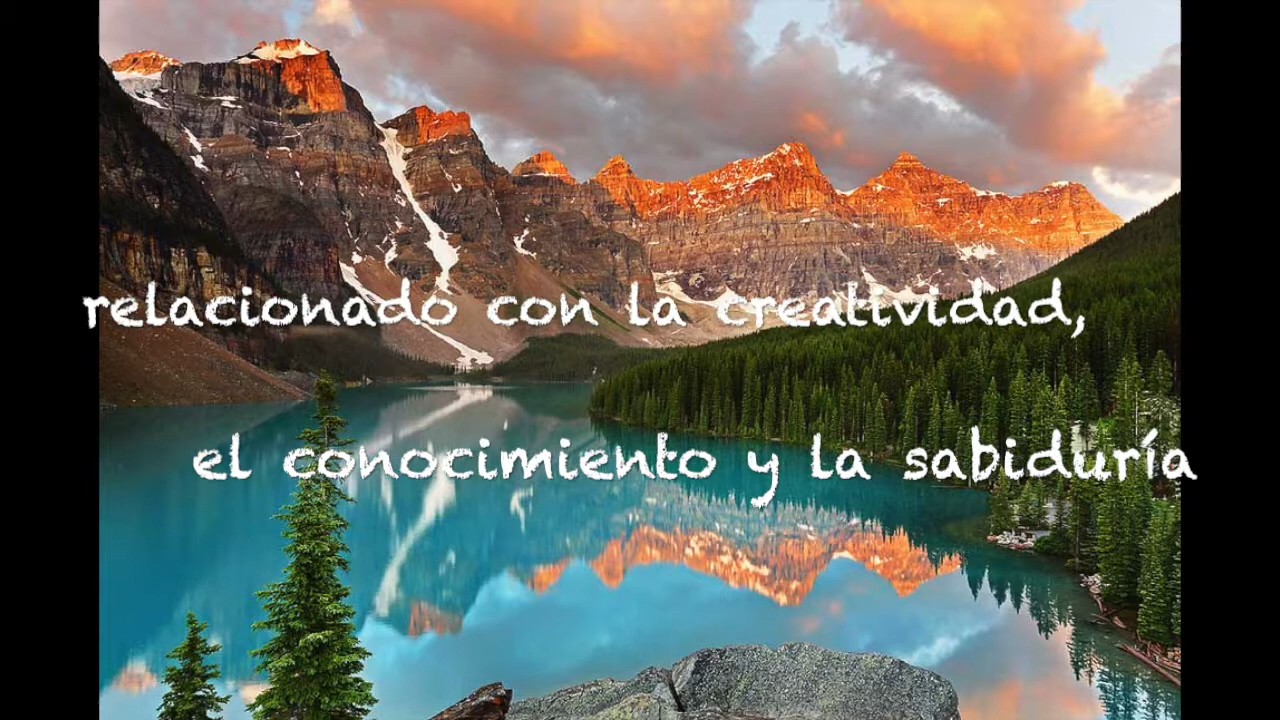 relacionado con la creatividad,
el conocimiento y la sabiduría